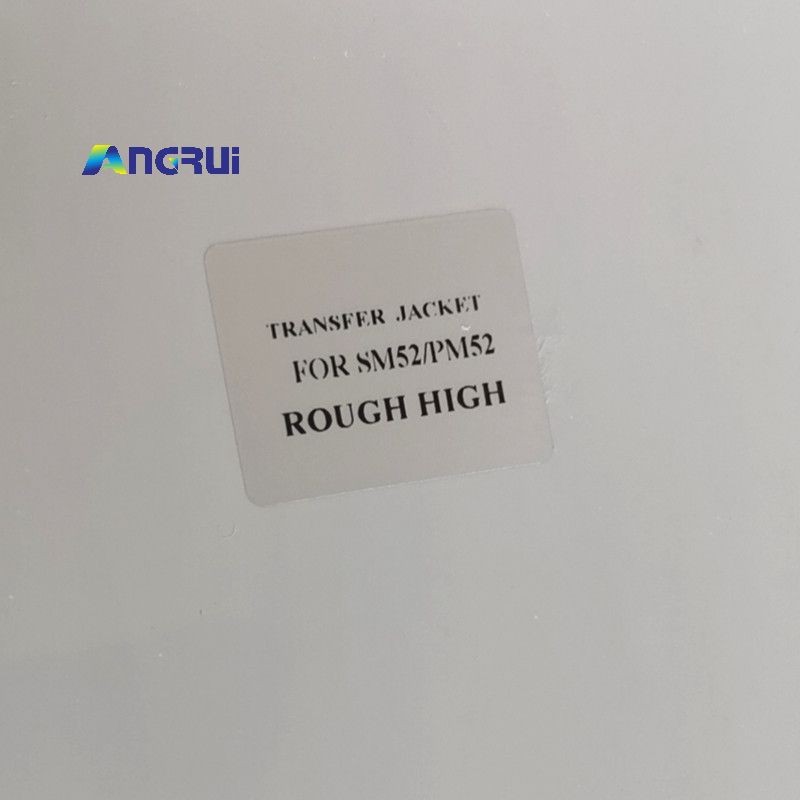 ANGRUI
TRANSFER JACKET
FOR SM52/PM52
ROUGH HIGH